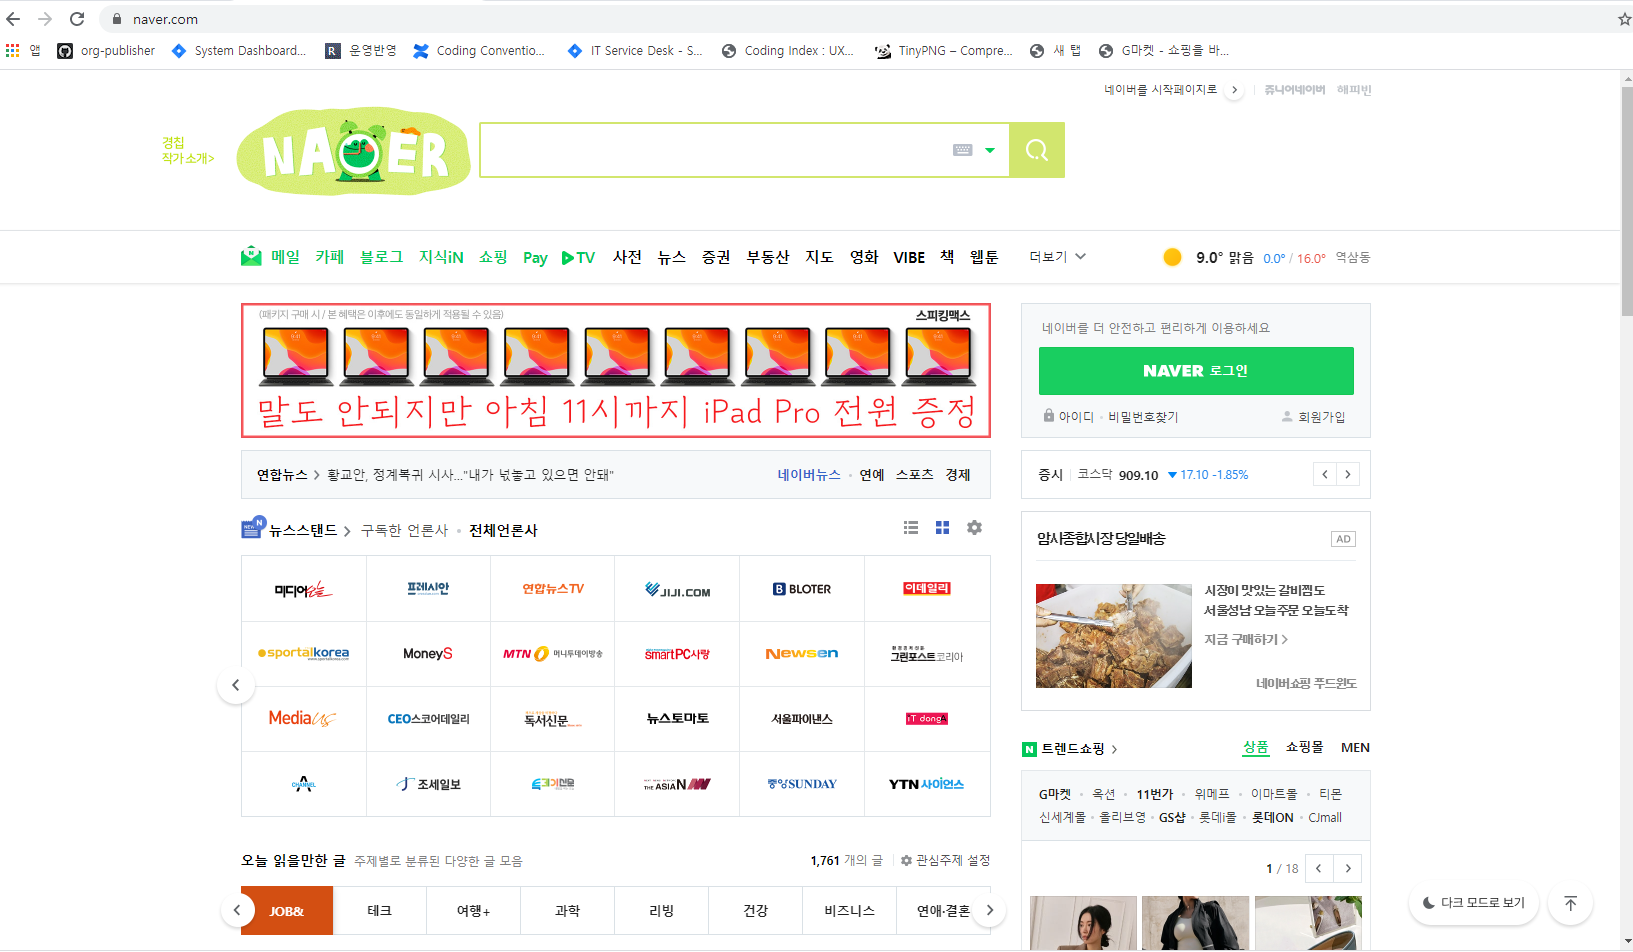 naver.com
앱 org-publisher System Dashboard... R 운영반영 Coding Conventio... IT Service Desk - S... Coding Index : UX... TinyPNG – Compre... 새 탭 G마켓 - 쇼핑을 바...
네이버를 시작페이지로 쥬니어네이버 해피빈
경칩
작가 소개>
NAVER
메일 카페 블로그 지식iN 쇼핑 Pay TV 사전 뉴스 증권 부동산 지도 영화 VIBE 책 웹툰 더보기
9.0° 맑음 0.0° / 16.0° 역삼동
(패키지 구매 시 / 본 혜택은 이후에도 동일하게 적용될 수 있음) 스피킹맥스
말도 안되지만 아침 11시까지 iPad Pro 전원 증정
네이버를 더 안전하고 편리하게 이용하세요
NAVER 로그인
아이디 · 비밀번호찾기 회원가입
연합뉴스 > 황교안, 정계복귀 시사..."내가 넋놓고 있으면 안돼" 네이버뉴스 · 연예 스포츠 경제
증시 코스닥 909.10 ▼17.10 -1.85%
뉴스스탠드 > 구독한 언론사 · 전체언론사
미디어오늘 프레시안 연합뉴스TV JIJI.COM BLOTER 이데일리
sportalkorea MoneyS MTN 머니투데이방송 smartPC사랑 Newsen 그린포스트코리아
Media us CEO스코어데일리 독서신문 뉴스토마토 서울파이낸스 IT dongA
CHANNEL A 조세일보 특허신문 THE ASIAN 중앙SUNDAY YTN 사이언스
암사종합시장 당일배송 AD
시장이 맛있는 갈비찜도
서울성남 오늘주문 오늘도착
지금 구매하기 >
네이버쇼핑 푸드윈도
N 트렌드쇼핑 > 상품 쇼핑몰 MEN
G마켓 · 옥션 · 11번가 · 위메프 · 이마트몰 · 티몬
신세계몰 · 올리브영 · GS샵 · 롯데i몰 · 롯데ON · CJmall
1 / 18
오늘 읽을만한 글 주제별로 분류된 다양한 글 모음 1,761 개의 글 관심주제 설정
JOB& 테크 여행+ 과학 리빙 건강 비즈니스 연애·결혼
다크 모드로 보기